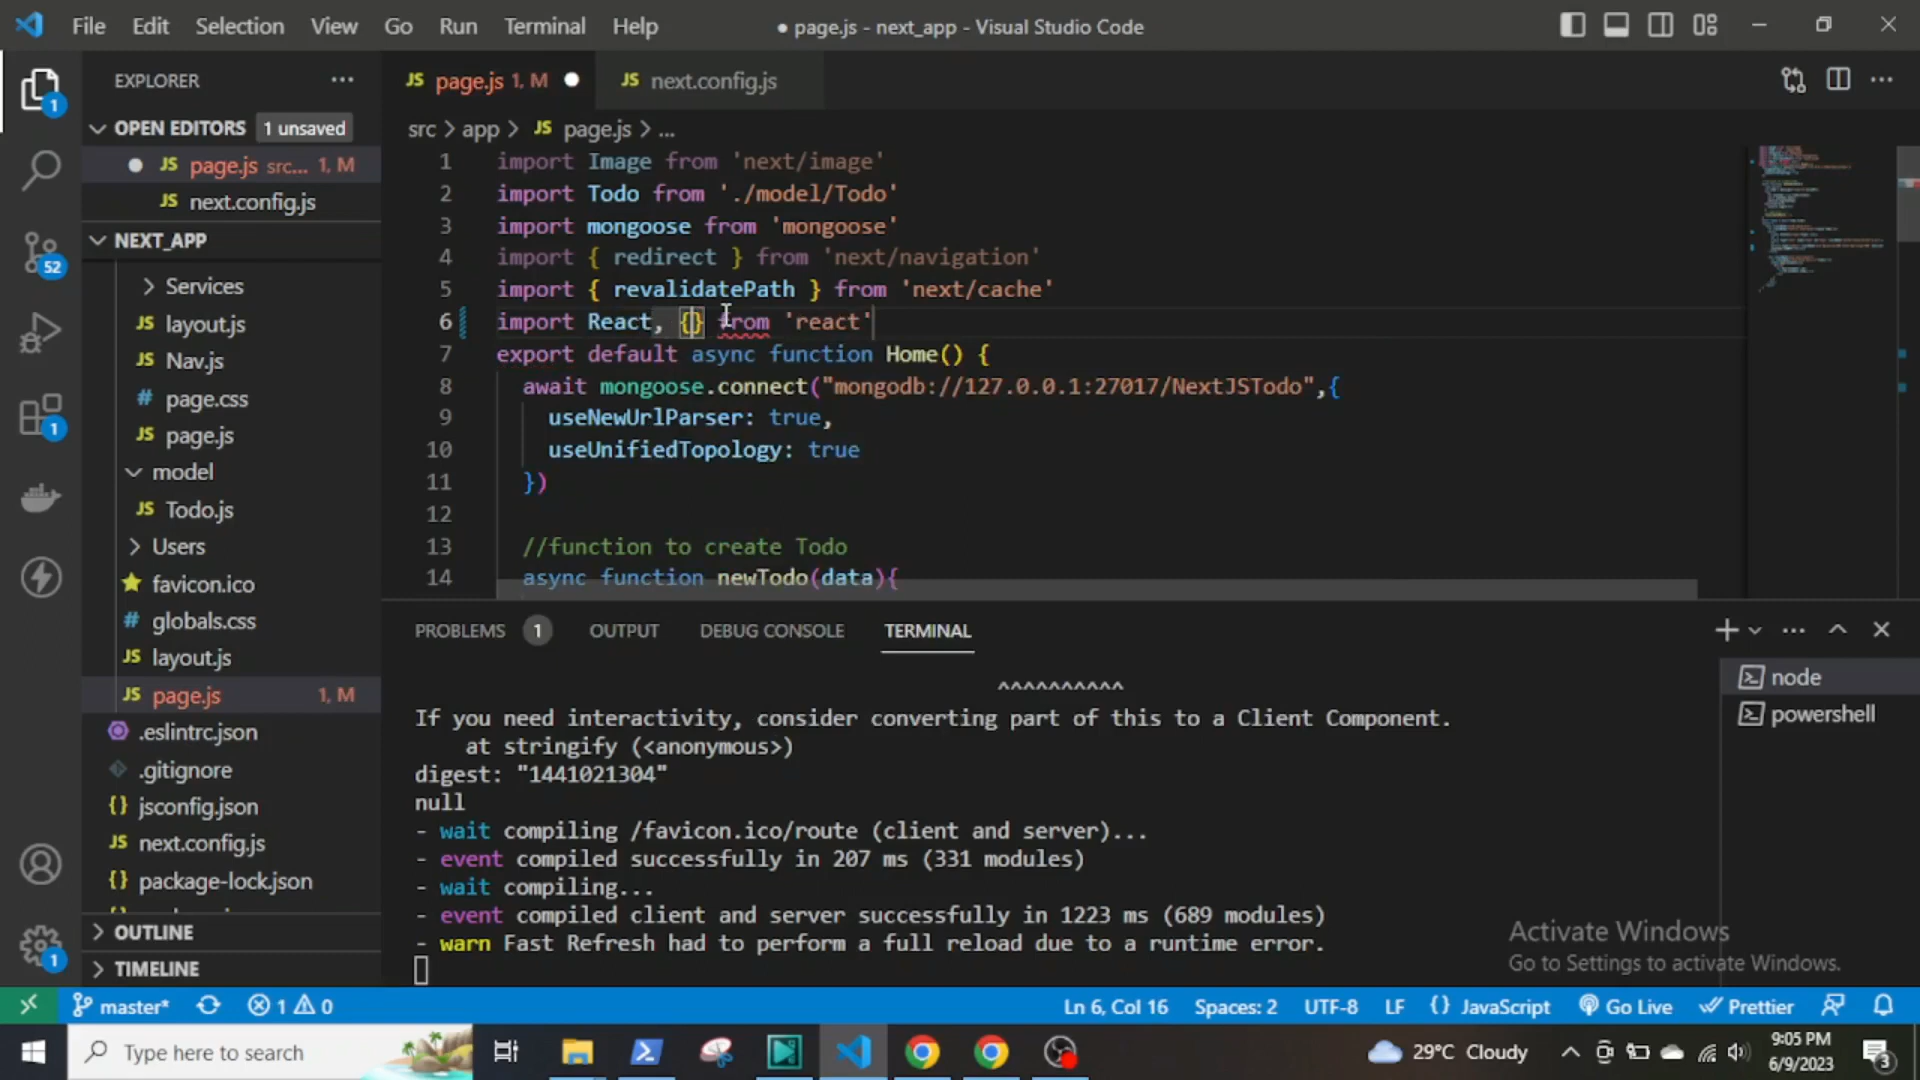 File Edit Selection View Go Run Terminal Help ● page.js - next_app - Visual Studio Code
EXPLORER
JS page.js 1, M
JS next.config.js
1
OPEN EDITORS 1 unsaved
JS page.js src... 1, M
JS next.config.js
NEXT_APP
Services
JS layout.js
JS Nav.js
# page.css
JS page.js
model
JS Todo.js
Users
favicon.ico
# globals.css
JS layout.js
JS page.js 1, M
.eslintrc.json
.gitignore
{} jsconfig.json
JS next.config.js
{} package-lock.json
OUTLINE
TIMELINE
52
1
1
src > app > JS page.js > ...
1 import Image from 'next/image'
2 import Todo from './model/Todo'
3 import mongoose from 'mongoose'
4 import { redirect } from 'next/navigation'
5 import { revalidatePath } from 'next/cache'
6 import React, {} from 'react'
7 export default async function Home() {
8 await mongoose.connect("mongodb://127.0.0.1:27017/NextJSTodo",{
9 useNewUrlParser: true,
10 useUnifiedTopology: true
11 })
12
13 //function to create Todo
14 async function newTodo(data){
PROBLEMS 1 OUTPUT DEBUG CONSOLE TERMINAL
^^^^^^^^^^
If you need interactivity, consider converting part of this to a Client Component.
at stringify (<anonymous>)
digest: "1441021304"
null
- wait compiling /favicon.ico/route (client and server)...
- event compiled successfully in 207 ms (331 modules)
- wait compiling...
- event compiled client and server successfully in 1223 ms (689 modules)
- warn Fast Refresh had to perform a full reload due to a runtime error.
node
powershell
Activate Windows
Go to Settings to activate Windows.
master* 1 0 Ln 6, Col 16 Spaces: 2 UTF-8 LF {} JavaScript Go Live Prettier
Type here to search
29°C Cloudy
9:05 PM
6/9/2023
3